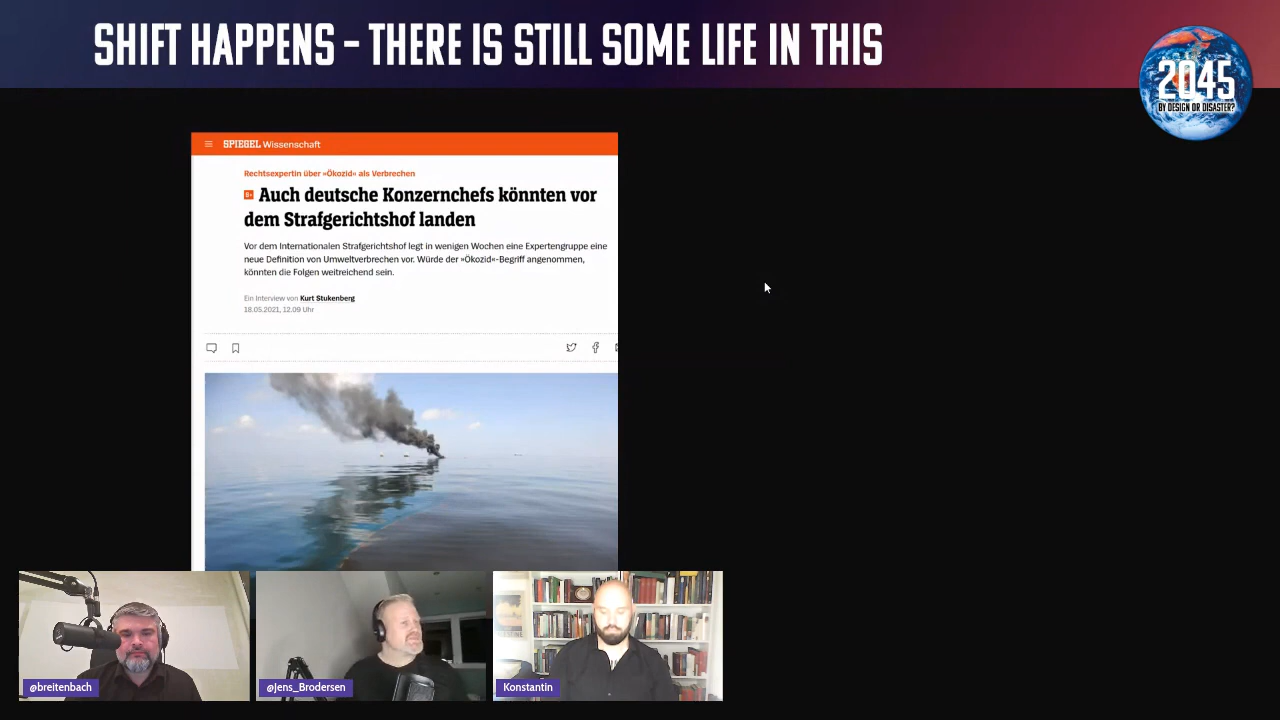 SHIFT HAPPENS - THERE IS STILL SOME LIFE IN THIS
2045
BY DESIGN OR DISASTER?
SPIEGEL Wissenschaft
Rechtsexpertin über »Ökozid« als Verbrechen
S+ Auch deutsche Konzernchefs könnten vor
dem Strafgerichtshof landen
Vor dem Internationalen Strafgerichtshof legt in wenigen Wochen eine Expertengruppe eine
neue Definition von Umweltverbrechen vor. Würde der »Ökozid«-Begriff angenommen,
könnten die Folgen weitreichend sein.
Ein Interview von Kurt Stukenberg
18.05.2021, 12.09 Uhr
@breitenbach
@Jens_Brodersen
Konstantin